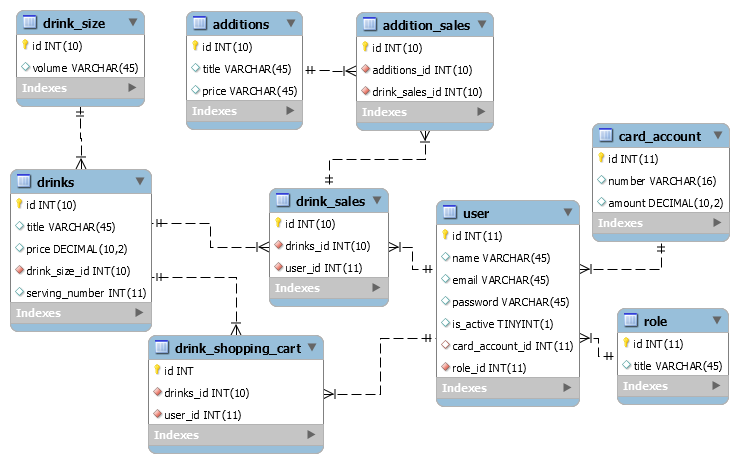 drink_size
id INT(10)
volume VARCHAR(45)
Indexes
additions
id INT(10)
title VARCHAR(45)
price VARCHAR(45)
Indexes
addition_sales
id INT(10)
additions_id INT(10)
drink_sales_id INT(10)
Indexes
card_account
id INT(11)
number VARCHAR(16)
amount DECIMAL(10,2)
Indexes
drinks
id INT(10)
title VARCHAR(45)
price DECIMAL(10,2)
drink_size_id INT(10)
serving_number INT(11)
Indexes
drink_sales
id INT(10)
drinks_id INT(10)
user_id INT(11)
Indexes
user
id INT(11)
name VARCHAR(45)
email VARCHAR(45)
password VARCHAR(45)
is_active TINYINT(1)
card_account_id INT(11)
role_id INT(11)
Indexes
role
id INT(11)
title VARCHAR(45)
Indexes
drink_shopping_cart
id INT
drinks_id INT(10)
user_id INT(11)
Indexes